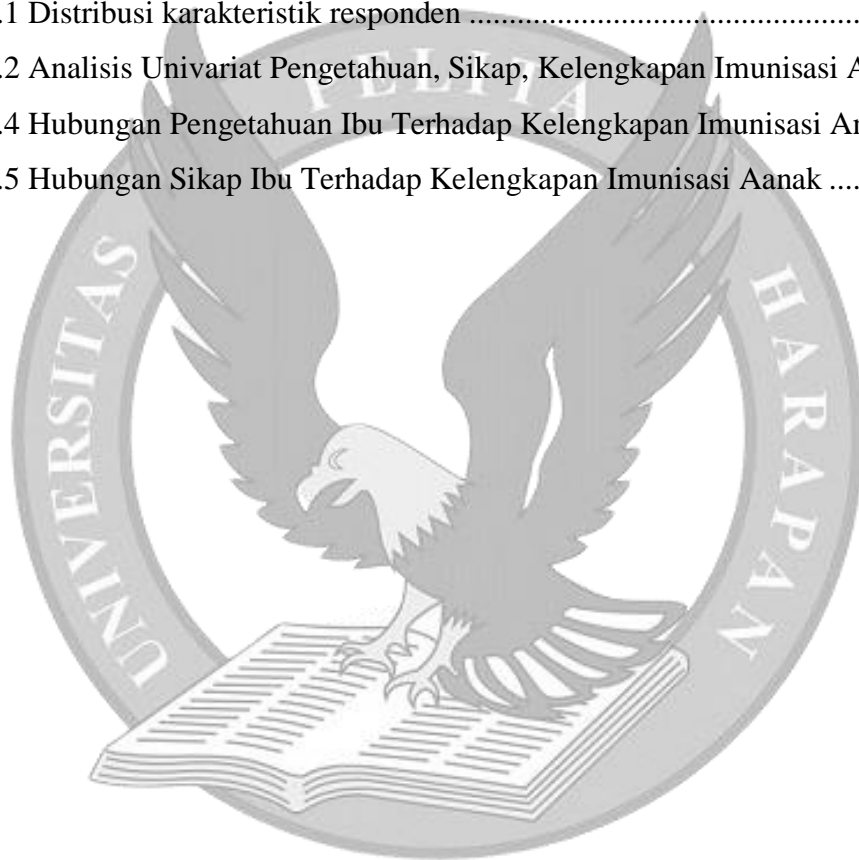 .1 Distribusi karakteristik responden ................................................
.2 Analisis Univariat Pengetahuan, Sikap, Kelengkapan Imunisasi A
.4 Hubungan Pengetahuan Ibu Terhadap Kelengkapan Imunisasi A
.5 Hubungan Sikap Ibu Terhadap Kelengkapan Imunisasi Aanak ....
UNIVERSITAS PELITA HARAPAN